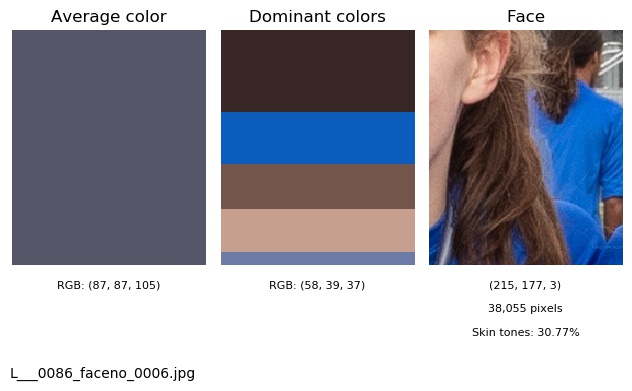 Average color
Dominant colors
Face
RGB: (87, 87, 105)
RGB: (58, 39, 37)
(215, 177, 3)
38,055 pixels
Skin tones: 30.77%
L___0086_faceno_0006.jpg